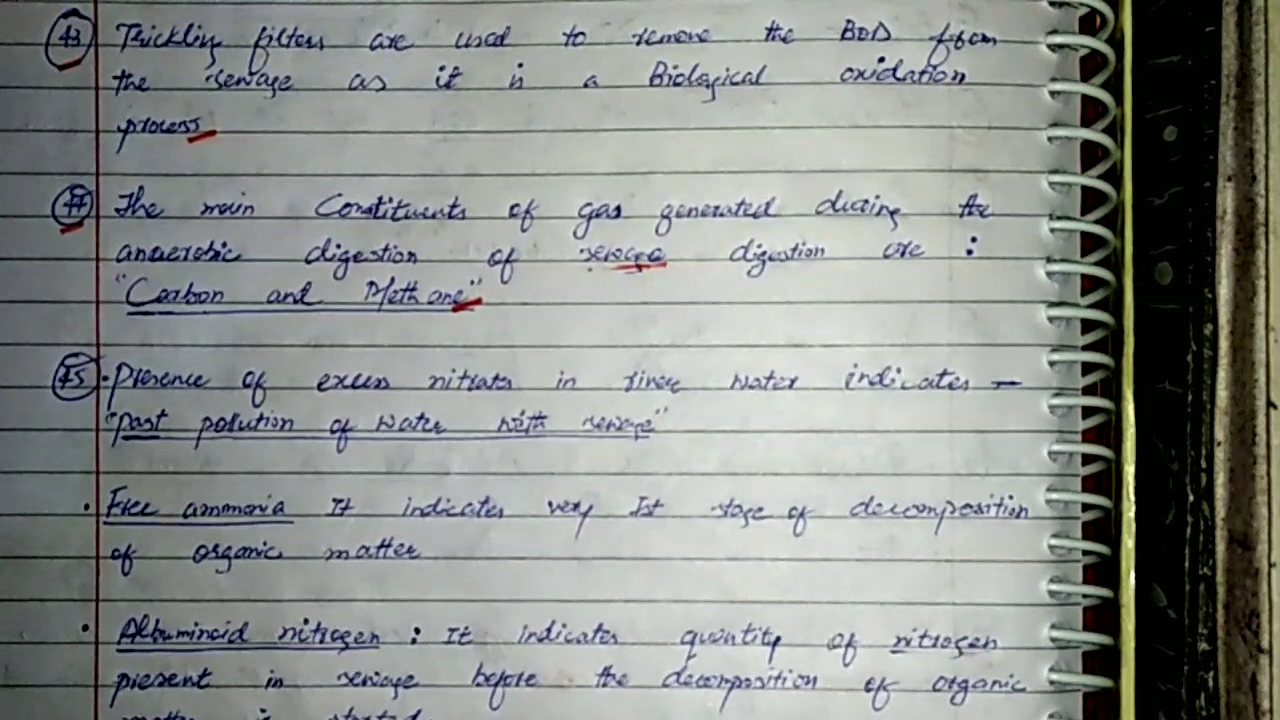 43 Trickling filters are used to remove the BOD from
the sewage as it is a Biological oxidation
process
44 The main Constituents of gas generated during the
anaerobic digestion of sewage digestion are :
"Carbon and Methane"
45 • Presence of excess nitrates in river water indicates -
"past pollution of water with sewage"
• Free ammonia It indicates very Ist stage of decomposition
of organic matter
• Albuminoid nitrogen : It indicates quantity of nitrogen
present in sewage before the decomposition of organic
matter is started